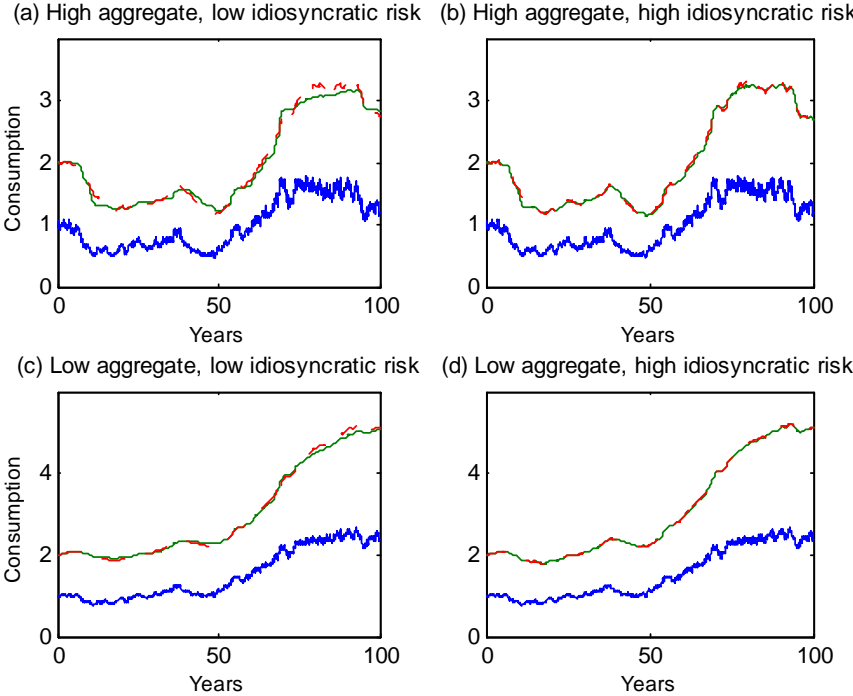 (a) High aggregate, low idiosyncratic risk
(b) High aggregate, high idiosyncratic risk
Consumption
3
2
1
0
0
50
100
Years
3
2
1
0
0
50
100
Years
(c) Low aggregate, low idiosyncratic risk
(d) Low aggregate, high idiosyncratic risk
Consumption
4
2
0
0
50
100
Years
4
2
0
0
50
100
Years